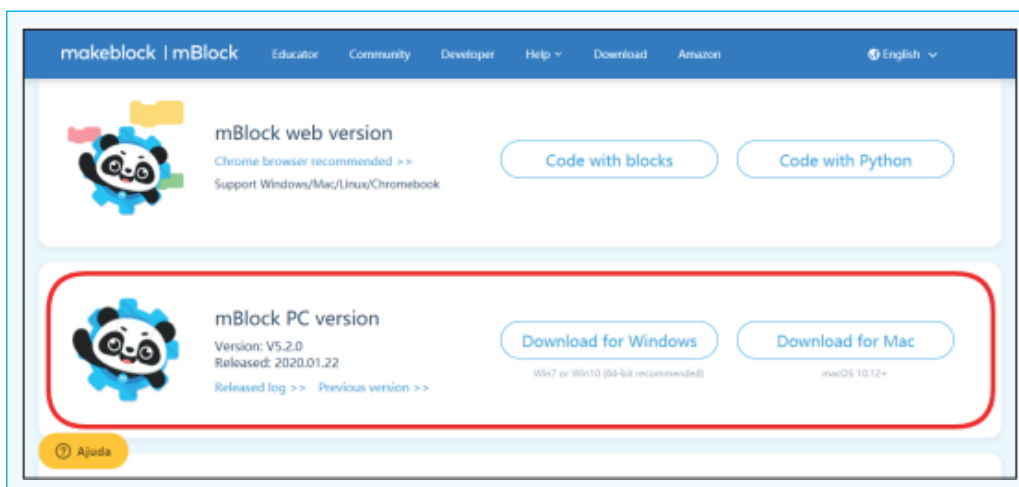 makeblock | mBlock Educator Community Developer Help Download Amazon English
mBlock web version
Chrome browser recommended >>
Support Windows/Mac/Linux/Chromebook
Code with blocks Code with Python
mBlock PC version
Version: V5.2.0
Released: 2020.01.22
Released log >> Previous version >>
Download for Windows Download for Mac
Win7 or Win10 (64-bit recommended) macOS 10.12+
Ajuda